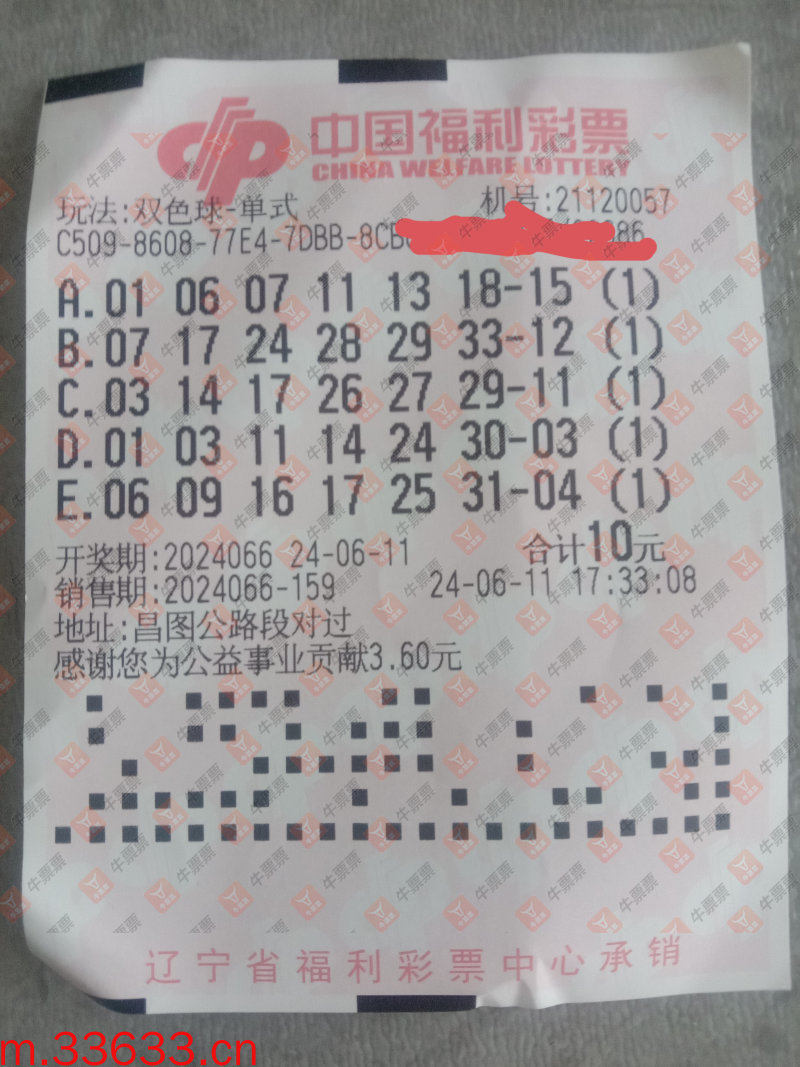 中国福利彩票
CHINA WELFARE LOTTERY
玩法:双色球-单式 机号:21120057
C509-8608-77E4-7DBB-8CB
A.01 06 07 11 13 18-15 (1)
B.07 17 24 28 29 33-12 (1)
C.03 14 17 26 27 29-11 (1)
D.01 03 11 14 24 30-03 (1)
E.06 09 16 17 25 31-04 (1)
开奖期:2024066 24-06-11 合计10元
销售期:2024066-159 24-06-11 17:33:08
地址:昌图公路段对过
感谢您为公益事业贡献3.60元
辽宁省福利彩票中心承销
牛票票
m.33633.cn